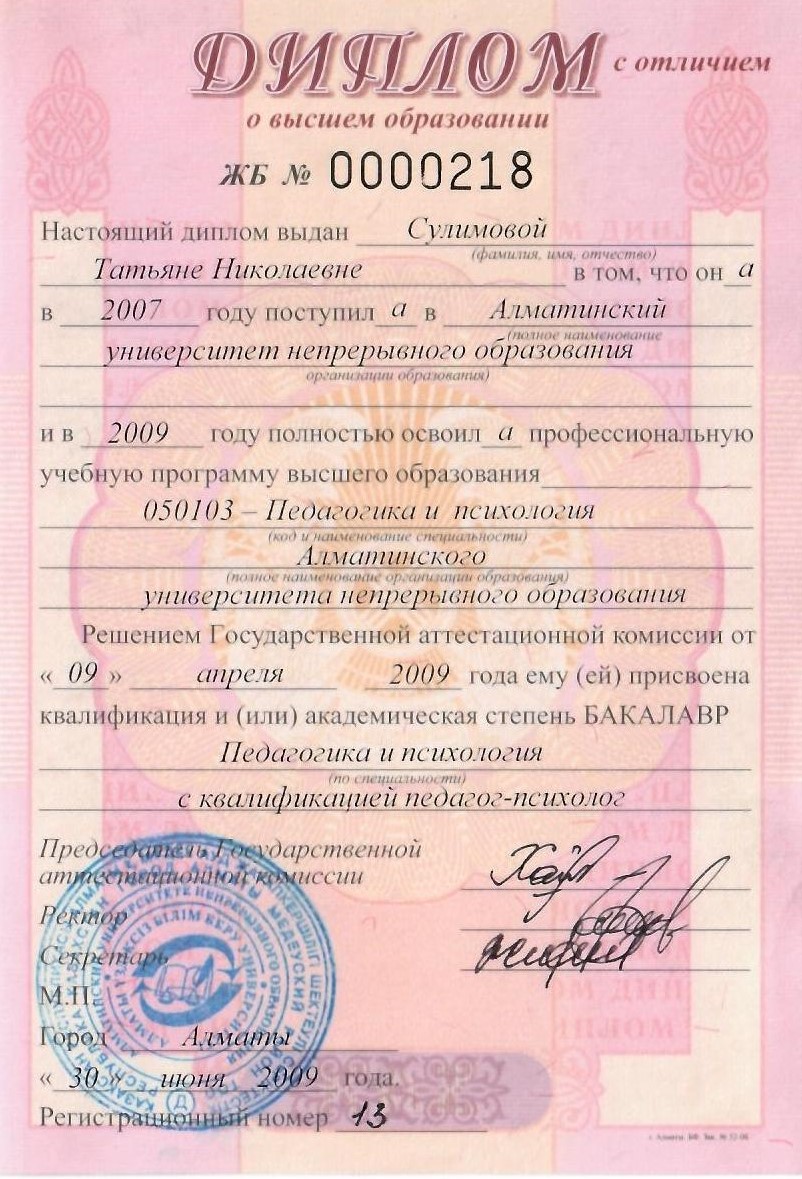 ДИПЛОМ с отличием
о высшем образовании
ЖБ № 0000218
Настоящий диплом выдан Сулимовой
(фамилия, имя, отчество)
Татьяне Николаевне в том, что он а
в 2007 году поступил а в Алматинский
(полное наименование
университет непрерывного образования
организации образования)
и в 2009 году полностью освоил а профессиональную
учебную программу высшего образования
050103 – Педагогика и психология
(код и наименование специальности)
Алматинского
(полное наименование организации образования)
университета непрерывного образования
Решением Государственной аттестационной комиссии от
« 09 » апреля 2009 года ему (ей) присвоена
квалификация и (или) академическая степень БАКАЛАВР
Педагогика и психология
(по специальности)
с квалификацией педагог-психолог
Председатель Государственной
аттестационной комиссии
Ректор
Секретарь
М.П.
Город Алматы
« 30 » июня 2009 года.
Регистрационный номер 13